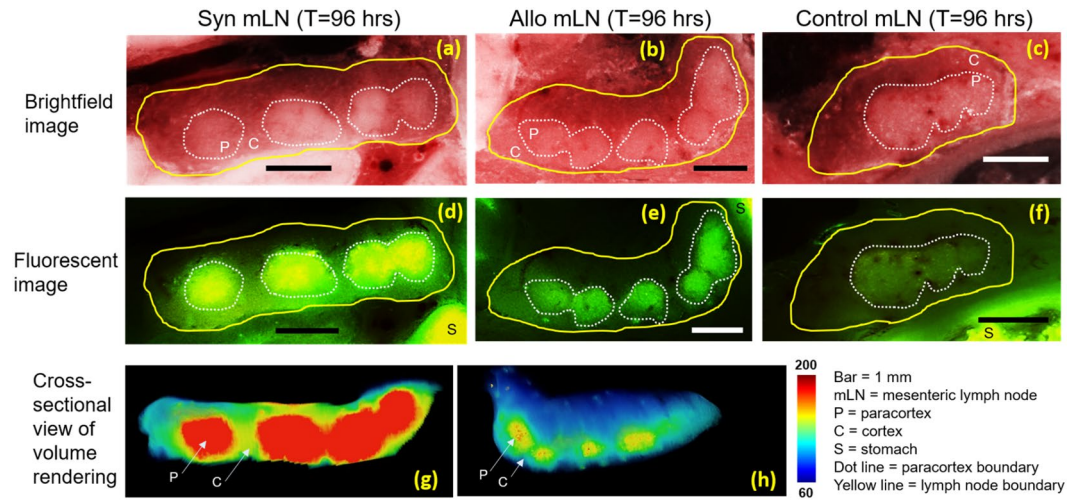 Syn mLN (T=96 hrs)
Allo mLN (T=96 hrs)
Control mLN (T=96 hrs)
Brightfield
image
(a)
P
C
(b)
P
C
(c)
C
P
Fluorescent
image
(d)
S
(e)
S
(f)
S
Cross-
sectional
view of
volume
rendering
P
C
(g)
P
C
(h)
200
60
Bar = 1 mm
mLN = mesenteric lymph node
P = paracortex
C = cortex
S = stomach
Dot line = paracortex boundary
Yellow line = lymph node boundary